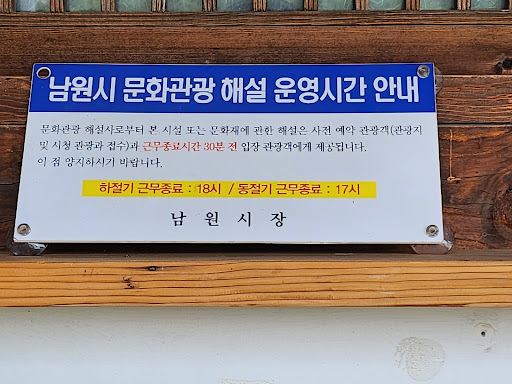 남원시 문화관광 해설 운영시간 안내
문화관광 해설사로부터 본 시설 또는 문화재에 관한 해설은 사전 예약 관광객(관광지
및 시청 관광과 접수)과 근무종료시간 30분 전 입장 관광객에게 제공됩니다.
이 점 양지하시기 바랍니다.
하절기 근무종료 : 18시 / 동절기 근무종료 : 17시
남 원 시 장